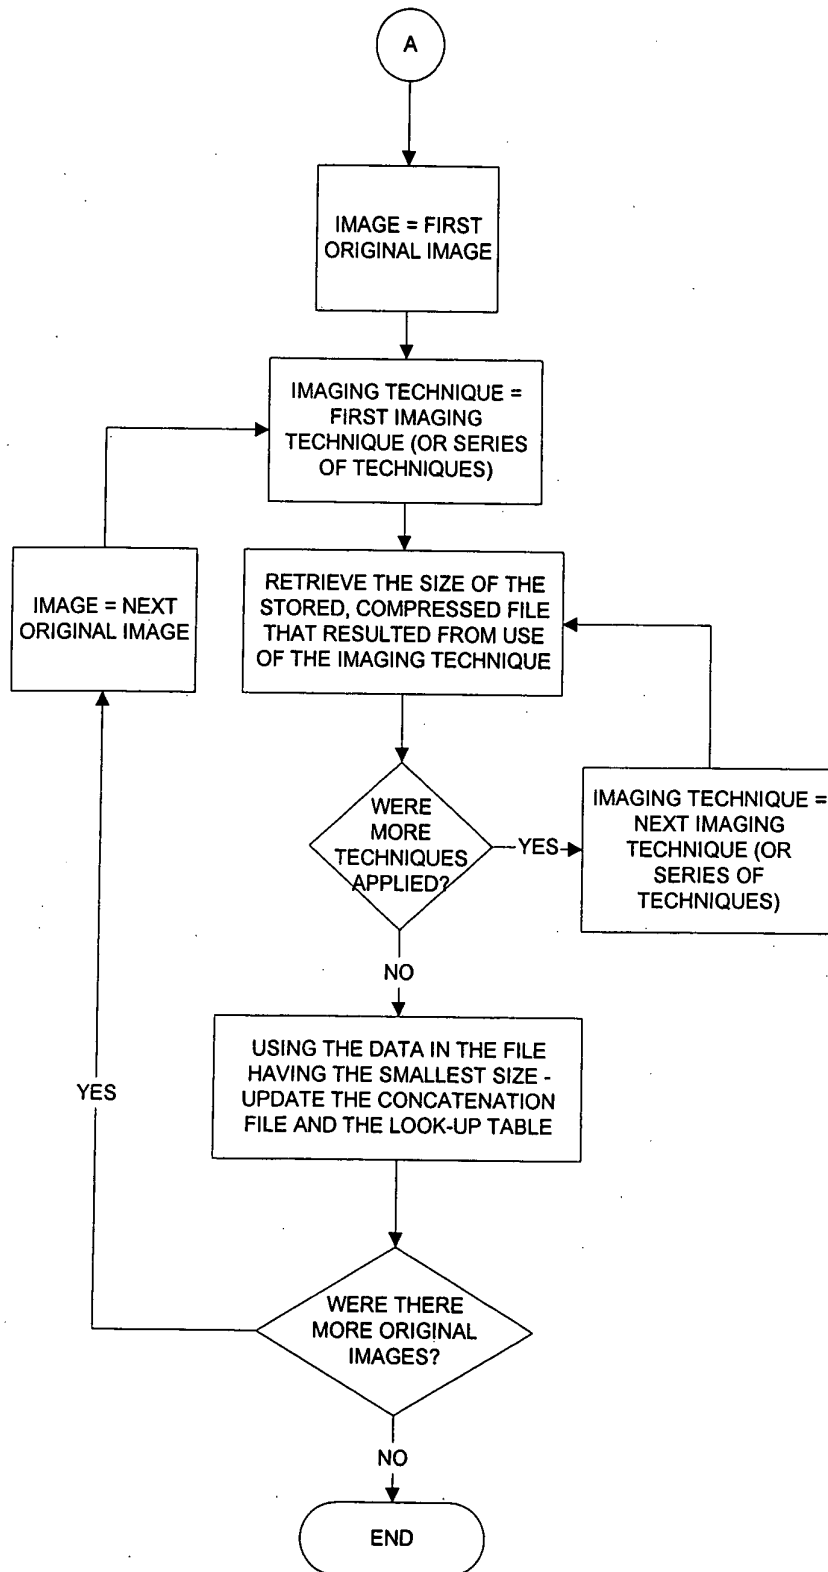 A
IMAGE = FIRST
ORIGINAL IMAGE
IMAGING TECHNIQUE =
FIRST IMAGING
TECHNIQUE (OR SERIES
OF TECHNIQUES)
IMAGE = NEXT
ORIGINAL IMAGE
RETRIEVE THE SIZE OF THE
STORED, COMPRESSED FILE
THAT RESULTED FROM USE
OF THE IMAGING TECHNIQUE
WERE
MORE
TECHNIQUES
APPLIED?
YES
IMAGING TECHNIQUE =
NEXT IMAGING
TECHNIQUE (OR
SERIES OF
TECHNIQUES)
NO
USING THE DATA IN THE FILE
HAVING THE SMALLEST SIZE -
UPDATE THE CONCATENATION
FILE AND THE LOOK-UP TABLE
YES
WERE THERE
MORE ORIGINAL
IMAGES?
NO
END